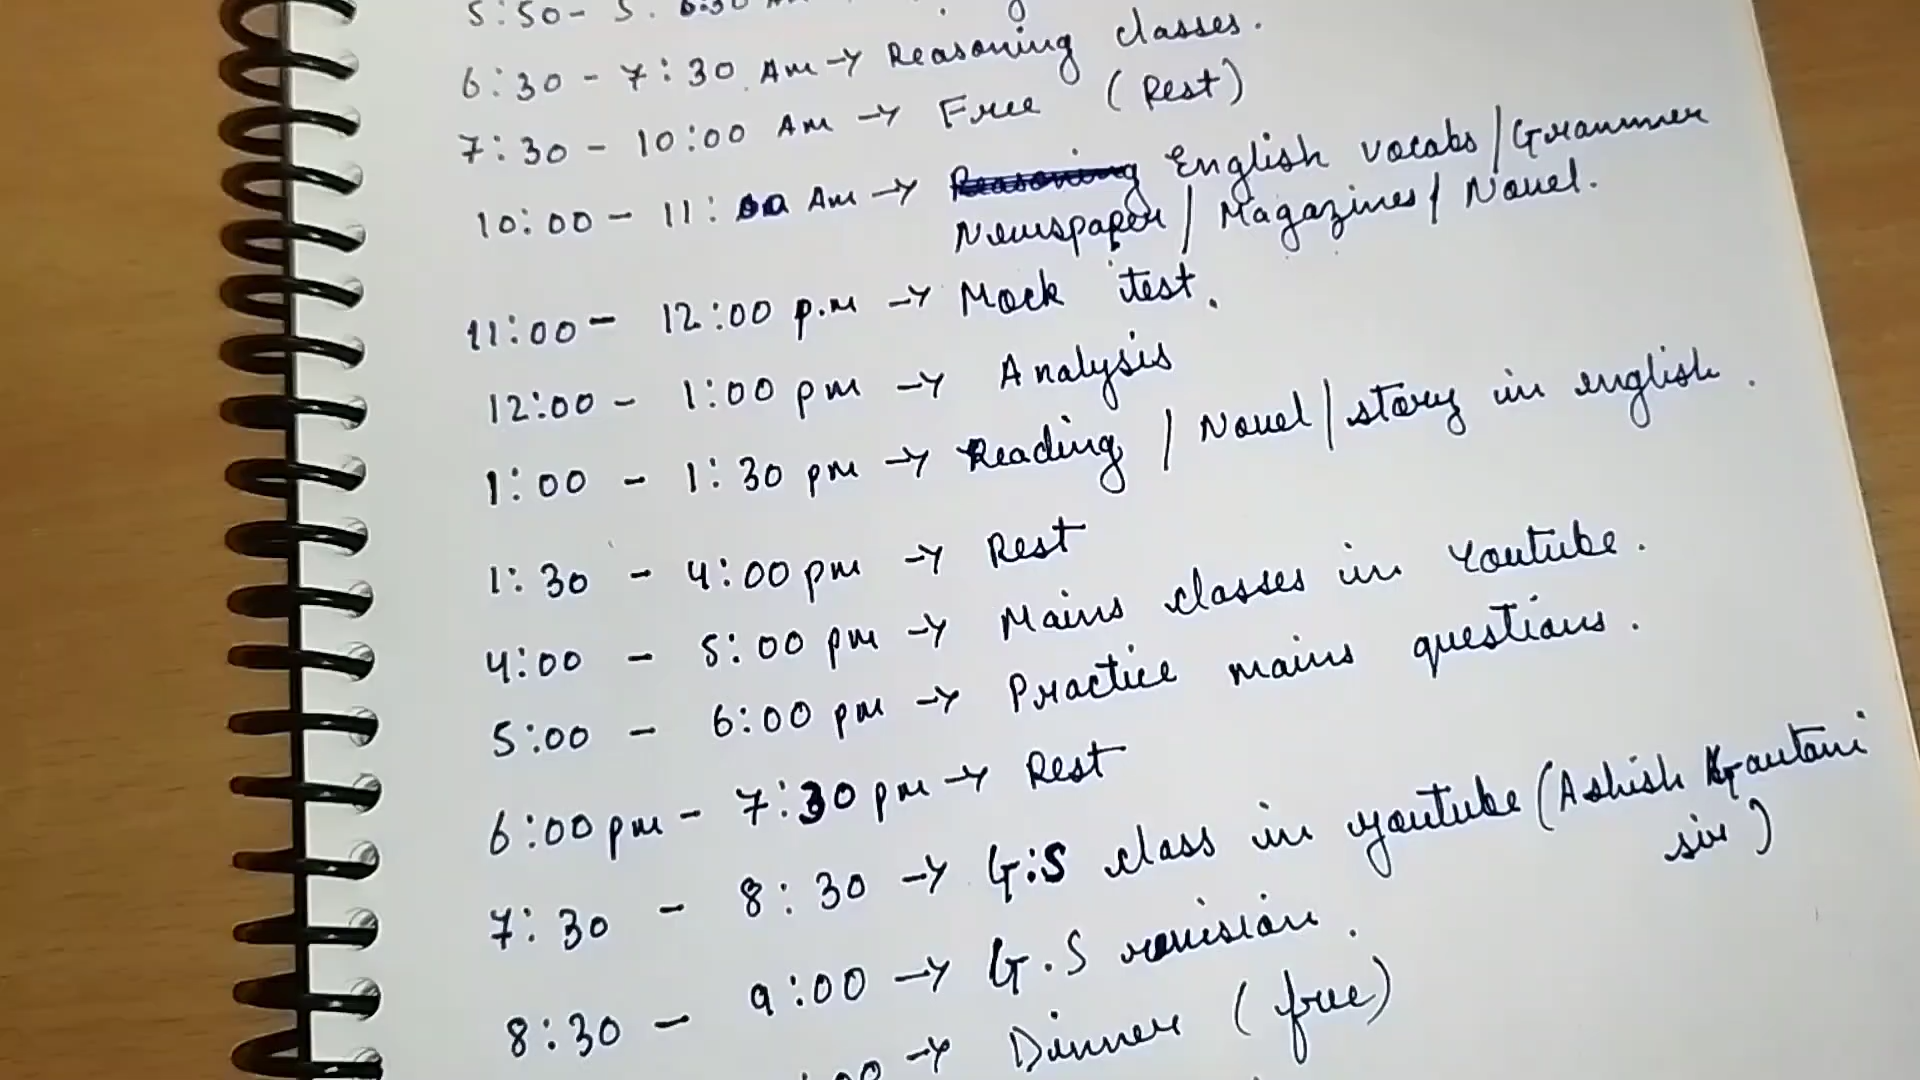 5:50 -
6:30 - 7:30 Am → Reasoning classes.
7:30 - 10:00 Am → Free (Rest)
10:00 - 11:00 Am → Reasoning English vocabs/Grammer
Newspaper / Magazines / Novel.
11:00 - 12:00 p.m → Mock test.
12:00 - 1:00 pm → Analysis
1:00 - 1:30 pm → Reading / Novel / story in english.
1:30 - 4:00 pm → Rest
4:00 - 5:00 pm → Mains classes in Youtube.
5:00 - 6:00 pm → Practice mains questions.
6:00 pm - 7:30 pm → Rest
7:30 - 8:30 → G.S class in youtube (Ashish Gautam
sir)
8:30 - 9:00 → G.S revision.
→ Dinner (free)